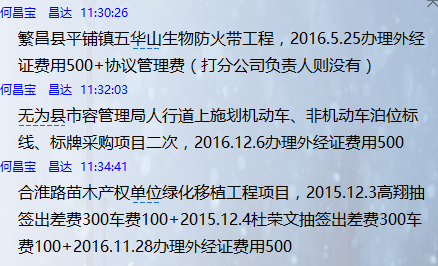 何昌宝 昌达 11:30:26
繁昌县平铺镇五华山生物防火带工程，2016.5.25办理外经
证费用500+协议管理费（打分公司负责人则没有）
何昌宝 昌达 11:32:03
无为县市容管理局人行道上施划机动车、非机动车泊位标
线、标牌采购项目二次，2016.12.6办理外经证费用500
何昌宝 昌达 11:34:41
合淮路苗木产权单位绿化移植工程项目，2015.12.3高翔抽
签出差费300车费100+2015.12.4杜荣文抽签出差费300车
费100+2016.11.28办理外经证费用500